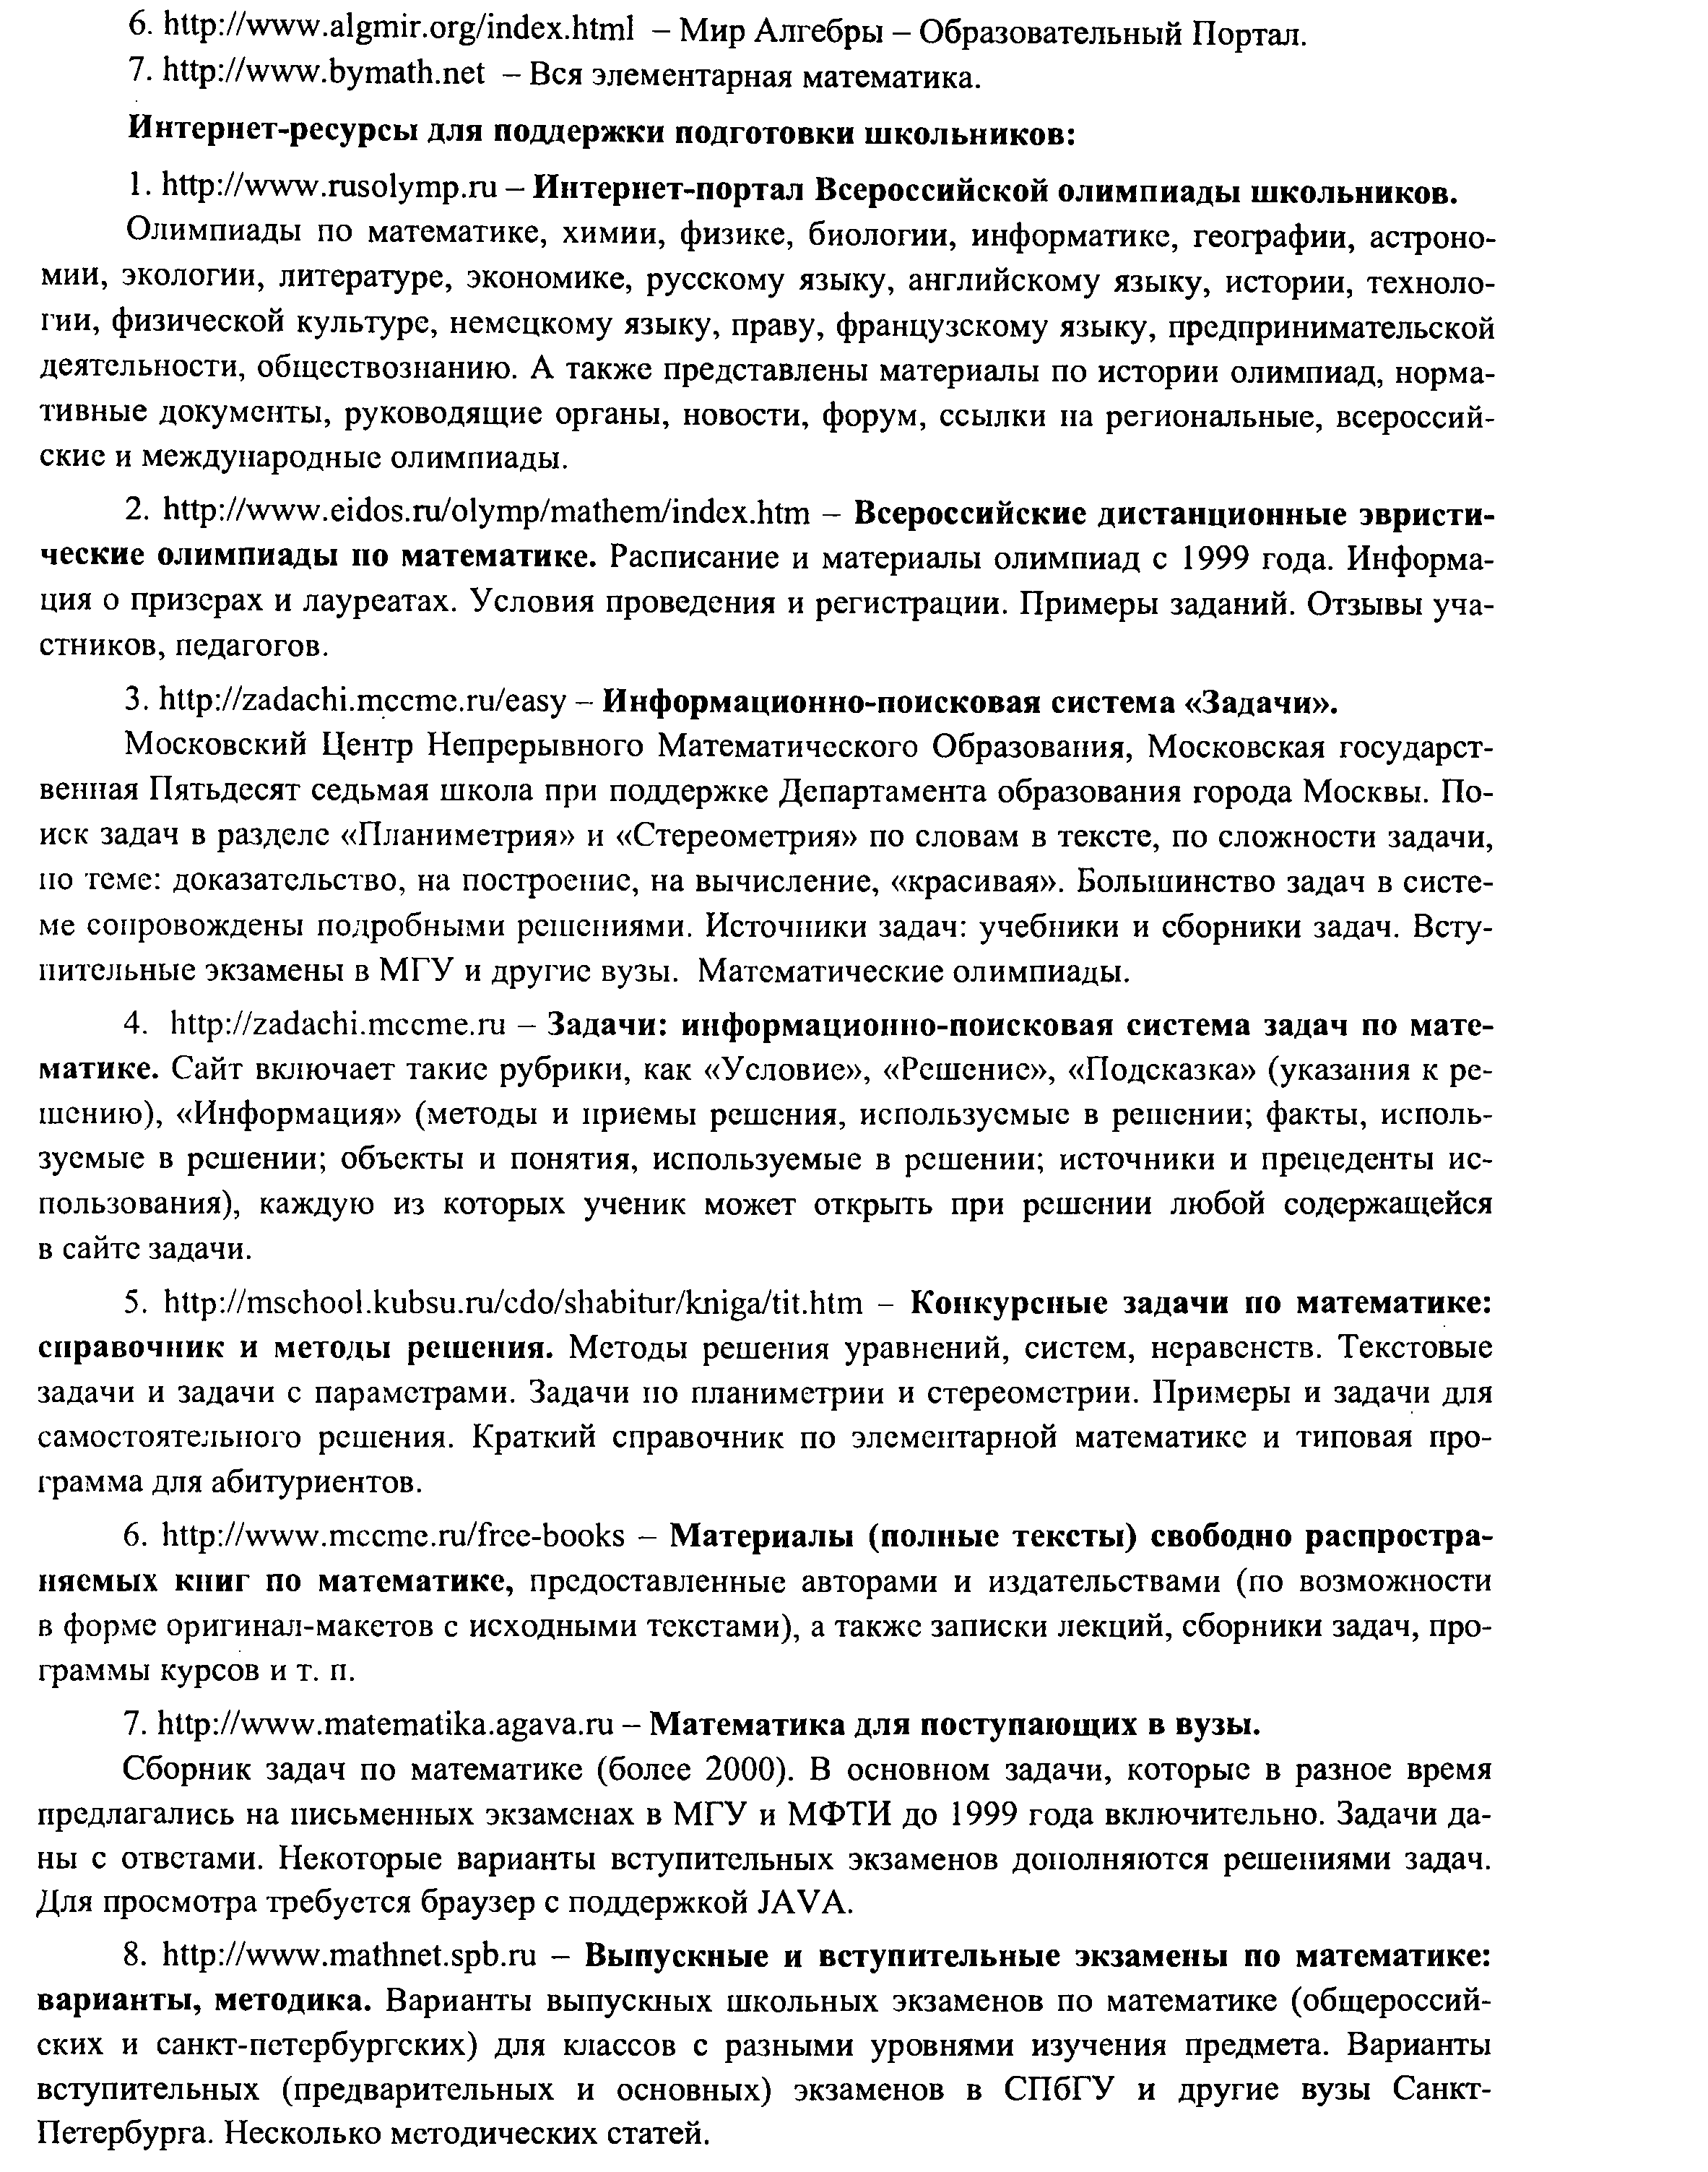 6. http://www.algmir.org/index.html – Мир Алгебры – Образовательный Портал.
7. http://www.bymath.net – Вся элементарная математика.
Интернет-ресурсы для поддержки подготовки школьников:
1. http://www.rusolymp.ru – Интернет-портал Всероссийской олимпиады школьников.
Олимпиады по математике, химии, физике, биологии, информатике, географии, астроно-
мии, экологии, литературе, экономике, русскому языку, английскому языку, истории, техноло-
гии, физической культуре, немецкому языку, праву, французскому языку, предпринимательской
деятельности, обществознанию. А также представлены материалы по истории олимпиад, норма-
тивные документы, руководящие органы, новости, форум, ссылки на региональные, всероссий-
ские и международные олимпиады.
2. http://www.eidos.ru/olymp/mathem/index.htm – Всероссийские дистанционные эвристи-
ческие олимпиады по математике. Расписание и материалы олимпиад с 1999 года. Информа-
ция о призерах и лауреатах. Условия проведения и регистрации. Примеры заданий. Отзывы уча-
стников, педагогов.
3. http://zadachi.mccme.ru/easy – Информационно-поисковая система «Задачи».
Московский Центр Непрерывного Математического Образования, Московская государст-
венная Пятьдесят седьмая школа при поддержке Департамента образования города Москвы. По-
иск задач в разделе «Планиметрия» и «Стереометрия» по словам в тексте, по сложности задачи,
по теме: доказательство, на построение, на вычисление, «красивая». Большинство задач в систе-
ме сопровождены подробными решениями. Источники задач: учебники и сборники задач. Всту-
пительные экзамены в МГУ и другие вузы. Математические олимпиады.
4. http://zadachi.mccme.ru – Задачи: информационно-поисковая система задач по мате-
матике. Сайт включает такие рубрики, как «Условие», «Решение», «Подсказка» (указания к ре-
шению), «Информация» (методы и приемы решения, используемые в решении; факты, исполь-
зуемые в решении; объекты и понятия, используемые в решении; источники и прецеденты ис-
пользования), каждую из которых ученик может открыть при решении любой содержащейся
в сайте задачи.
5. http://mschool.kubsu.ru/cdo/shabitur/kniga/tit.htm – Конкурсные задачи по математике:
справочник и методы решения. Методы решения уравнений, систем, неравенств. Текстовые
задачи и задачи с параметрами. Задачи по планиметрии и стереометрии. Примеры и задачи для
самостоятельного решения. Краткий справочник по элементарной математике и типовая про-
грамма для абитуриентов.
6. http://www.mccme.ru/free-books – Материалы (полные тексты) свободно распростра-
няемых книг по математике, предоставленные авторами и издательствами (по возможности
в форме оригинал-макетов с исходными текстами), а также записки лекций, сборники задач, про-
граммы курсов и т. п.
7. http://www.matematika.agava.ru – Математика для поступающих в вузы.
Сборник задач по математике (более 2000). В основном задачи, которые в разное время
предлагались на письменных экзаменах в МГУ и МФТИ до 1999 года включительно. Задачи да-
ны с ответами. Некоторые варианты вступительных экзаменов дополняются решениями задач.
Для просмотра требуется браузер с поддержкой JAVA.
8. http://www.mathnet.spb.ru – Выпускные и вступительные экзамены по математике:
варианты, методика. Варианты выпускных школьных экзаменов по математике (общероссий-
ских и санкт-петербургских) для классов с разными уровнями изучения предмета. Варианты
вступительных (предварительных и основных) экзаменов в СПбГУ и другие вузы Санкт-
Петербурга. Несколько методических статей.